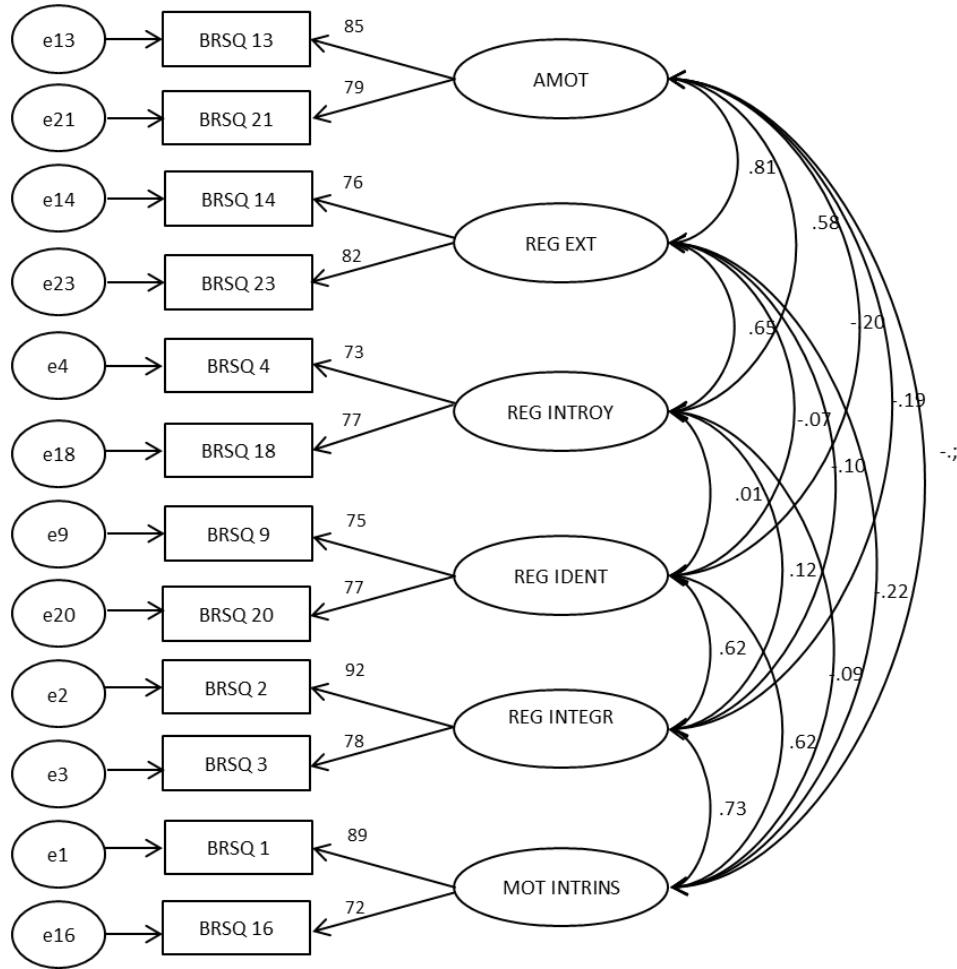 e13
BRSQ 13
85
AMOT
79
e21
BRSQ 21
.81
e14
BRSQ 14
76
.58
REG EXT
82
e23
BRSQ 23
-.20
.65
e4
BRSQ 4
73
-.19
REG INTROY
-.07
77
e18
BRSQ 18
-.;
-.10
.01
e9
BRSQ 9
75
REG IDENT
.12
77
-.22
e20
BRSQ 20
.62
-.09
e2
BRSQ 2
92
REG INTEGR
78
.62
e3
BRSQ 3
.73
e1
BRSQ 1
89
MOT INTRINS
72
e16
BRSQ 16